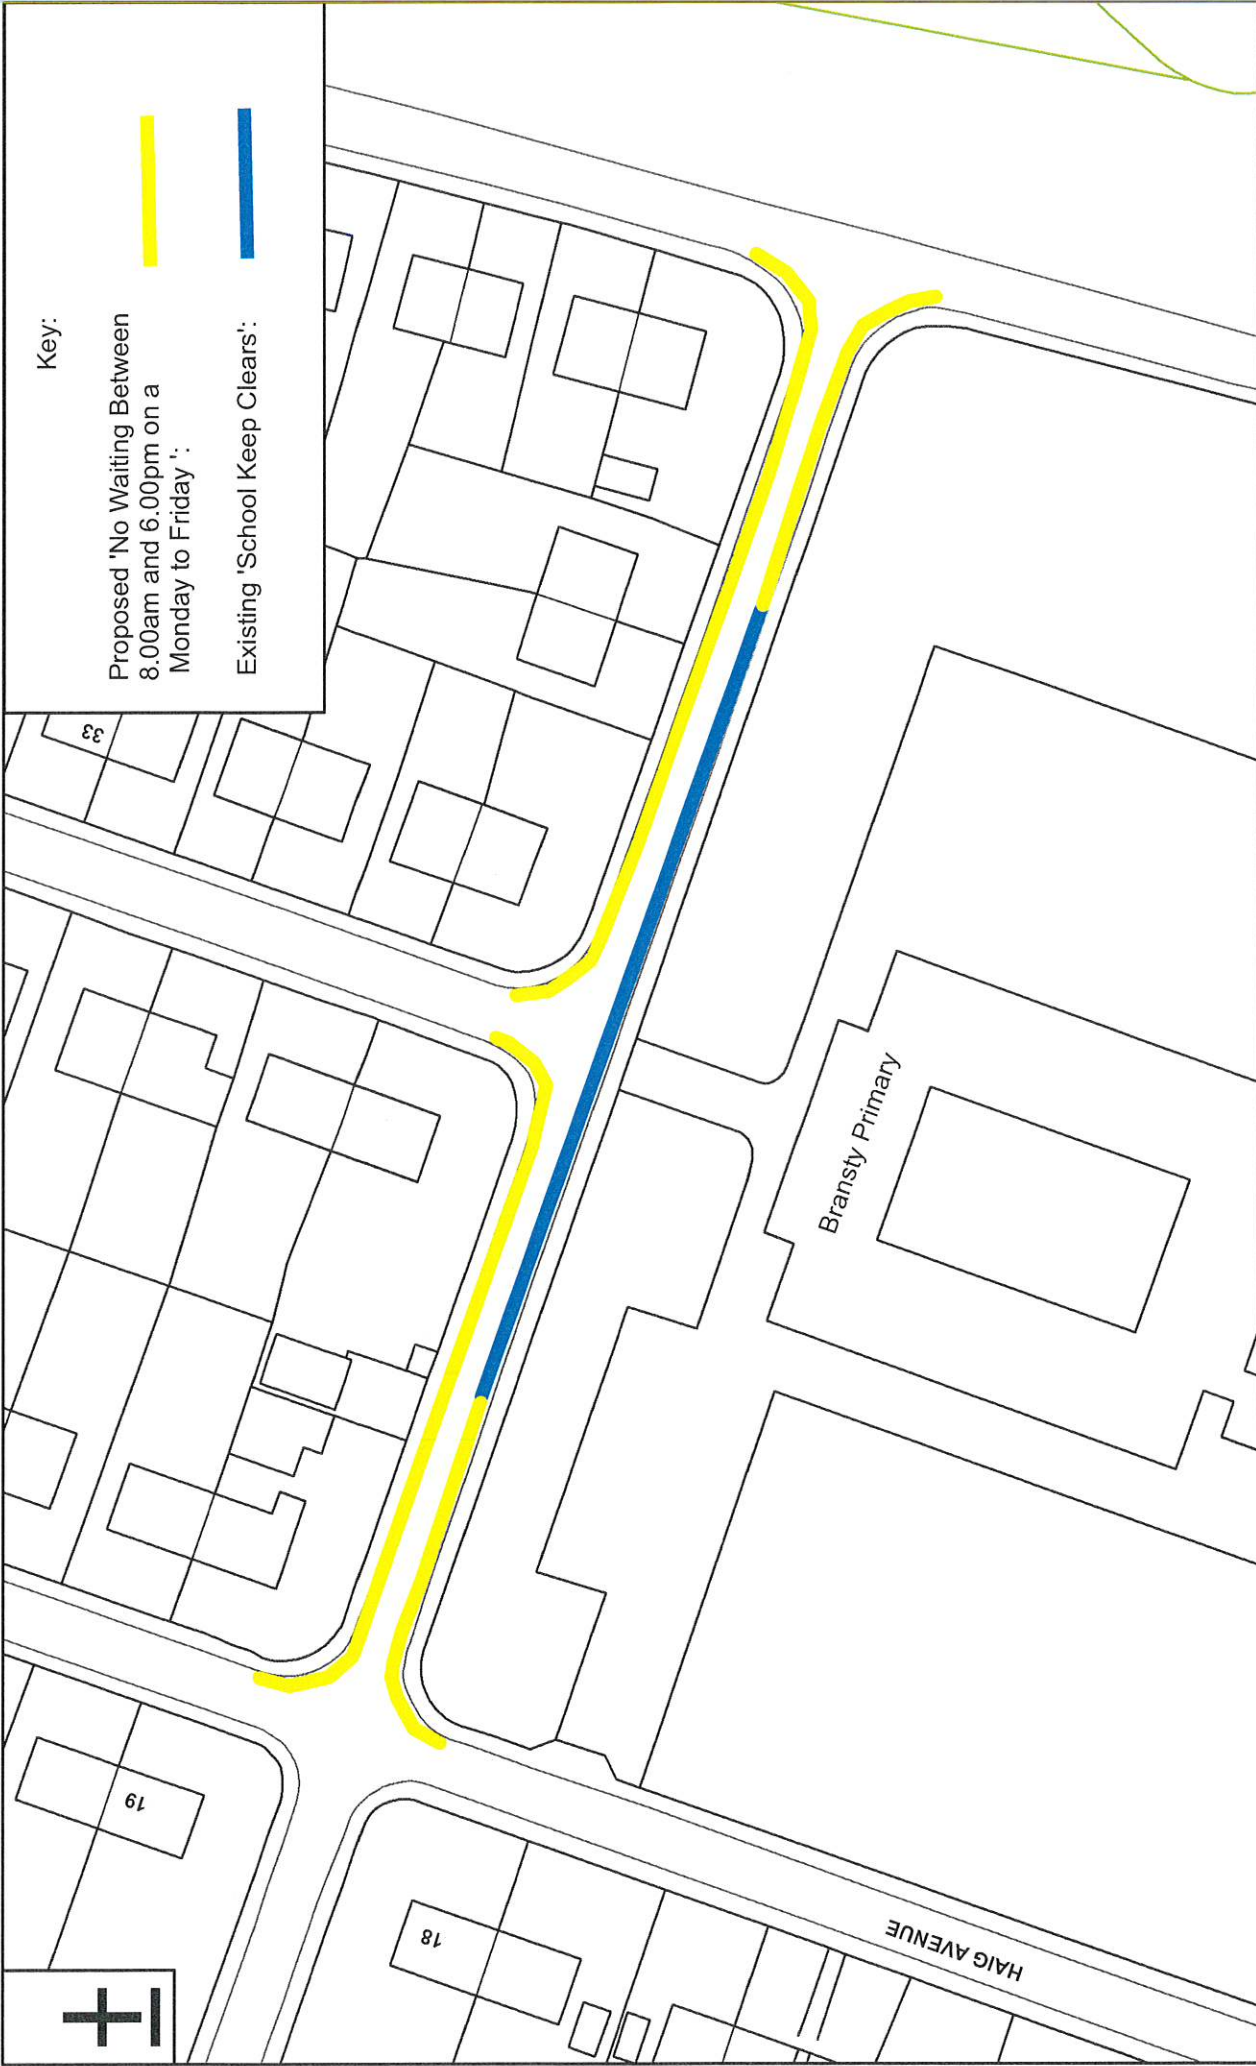 Key:
Proposed 'No Waiting Between
8.00am and 6.00pm on a
Monday to Friday ':
Existing 'School Keep Clears':
33
19
18
Bransty Primary
HAIG AVENUE